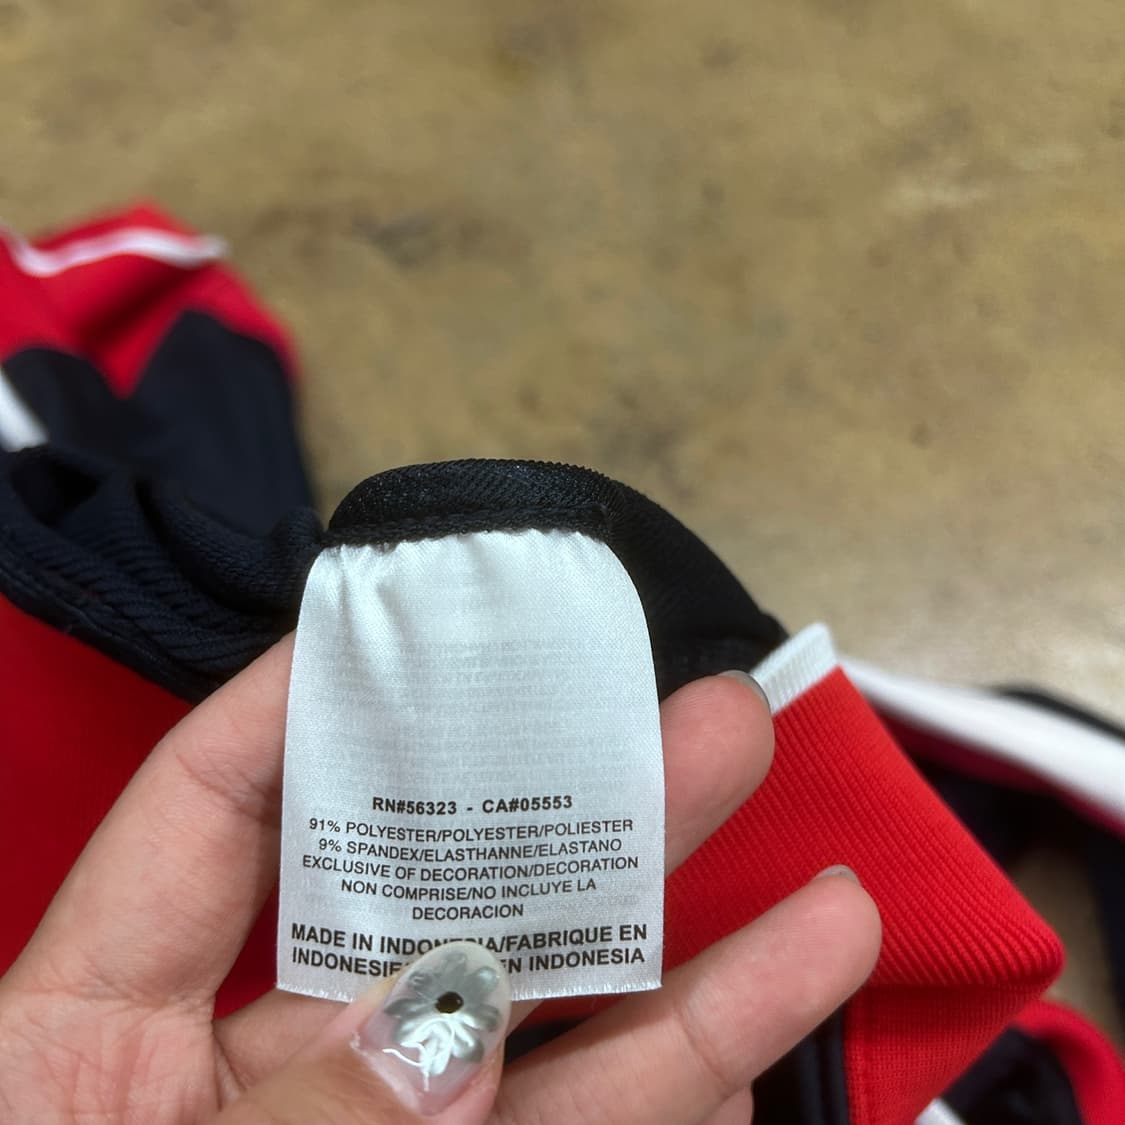 RN#56323 - CA#05553
91% POLYESTER/POLYESTER/POLIESTER
9% SPANDEX/ELASTHANNE/ELASTANO
EXCLUSIVE OF DECORATION/DECORATION
NON COMPRISE/NO INCLUYE LA
DECORACION
MADE IN INDONESIA/FABRIQUE EN
INDONESIE EN INDONESIA